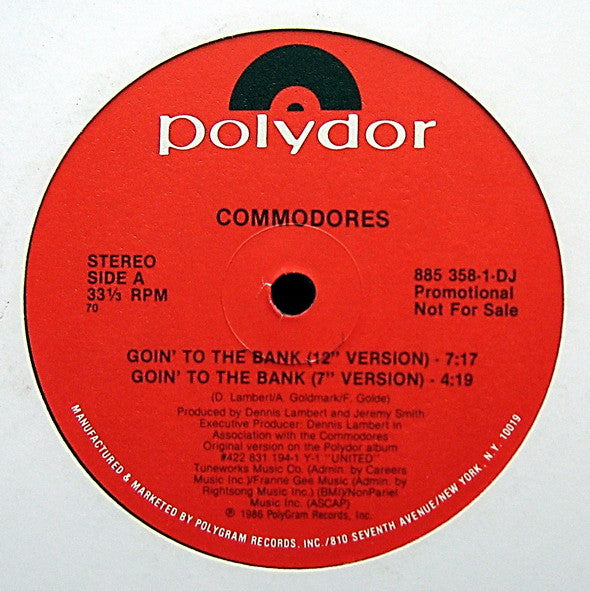 polydor
COMMODORES
STEREO
SIDE A
33⅓ RPM
70
885 358-1-DJ
Promotional
Not For Sale
GOIN' TO THE BANK (12" VERSION) - 7:17
GOIN' TO THE BANK (7" VERSION) - 4:19
(D. Lambert/A. Goldmark/F. Golde)
Produced by Dennis Lambert and Jeremy Smith
Executive Producer: Dennis Lambert In
Association with the Commodores
Original version on the Polydor album
#422 831 194-1 Y-1 "UNITED"
Tuneworks Music Co. (Admin. by Careers
Music Inc.)/Franne Gee Music (Admin. by
Rightsong Music Inc.) (BMI)/NonPariel
Music Inc. (ASCAP)
℗ 1986 PolyGram Records, Inc.
MANUFACTURED & MARKETED BY POLYGRAM RECORDS, INC./810 SEVENTH AVENUE/NEW YORK, N.Y. 10019